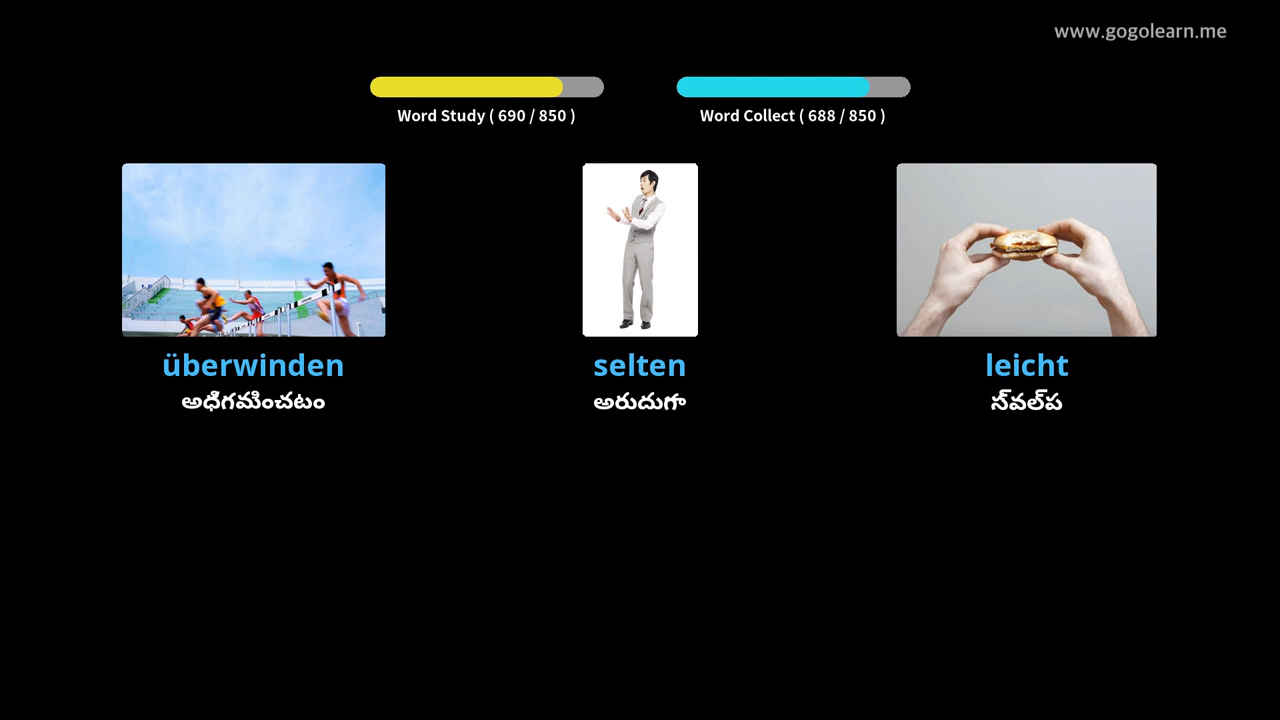 www.gogolearn.me
Word Study ( 690 / 850 )
Word Collect ( 688 / 850 )
überwinden
selten
leicht
అధిగమించటం
అరుదుగా
స్వల్ప